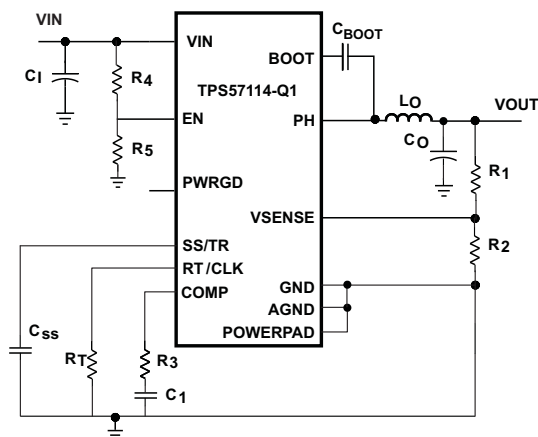 VIN
CBOOT
VIN
BOOT
CI
R4
TPS57114-Q1
LO
VOUT
EN
PH
CO
R5
R1
PWRGD
VSENSE
R2
SS/TR
RT/CLK
GND
COMP
AGND
Css
POWERPAD
RT
R3
C1